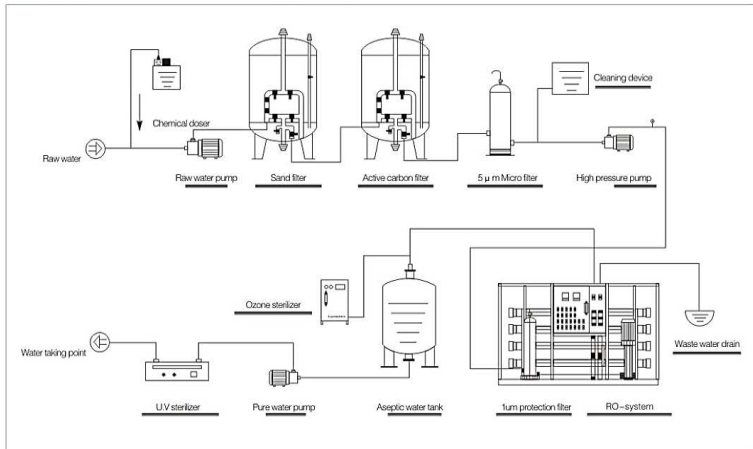 Cleaning device
Chemical doser
Raw water
Raw water pump
Sand filter
Active carbon filter
5 μm Micro filter
High pressure pump
Ozone sterilizer
Waste water drain
Water taking point
U.V sterilizer
Pure water pump
Aseptic water tank
1um protection filter
RO-system